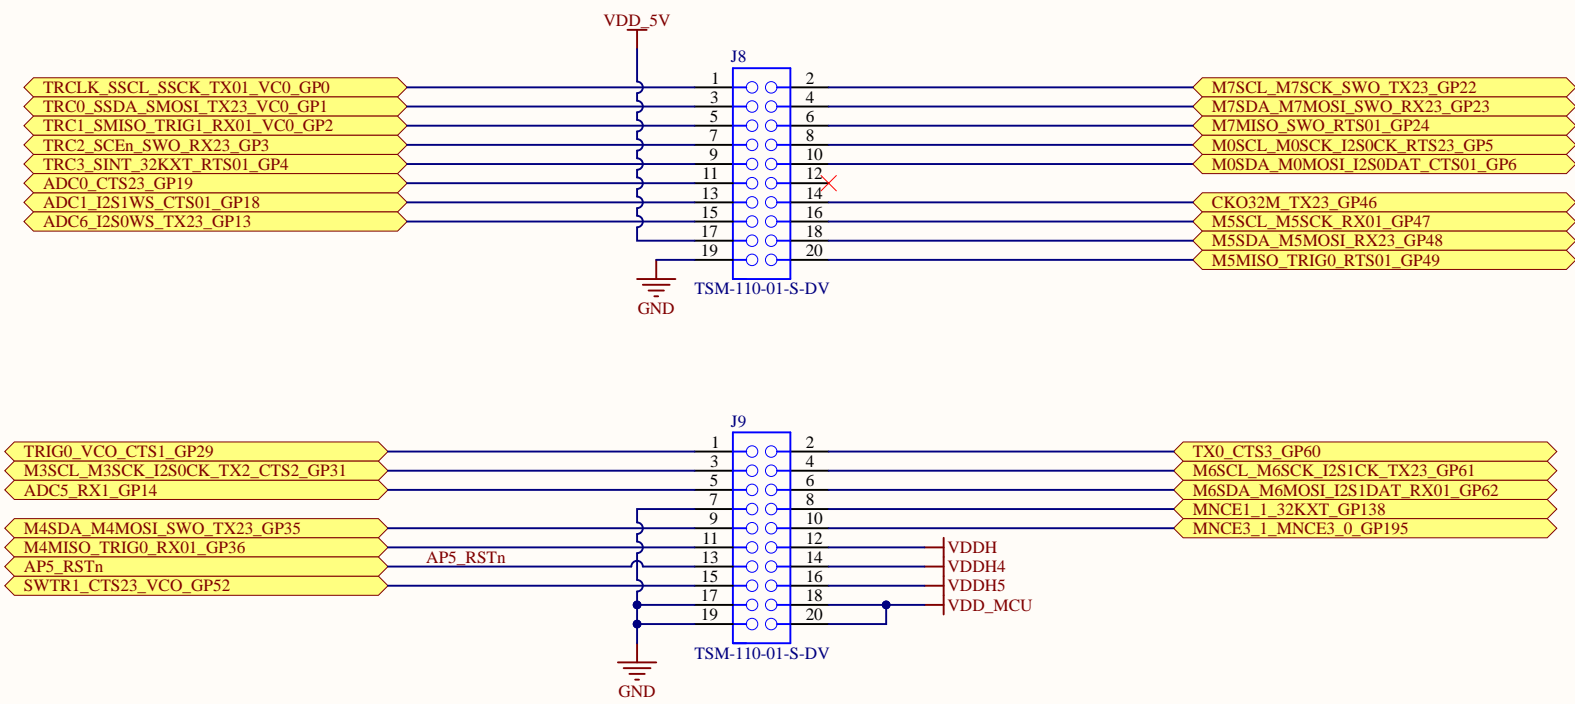 VDD_5V
J8
TRCLK_SSCL_SSCK_TX01_VC0_GP0 1 2 M7SCL_M7SCK_SWO_TX23_GP22
TRC0_SSDA_SMOSI_TX23_VC0_GP1 3 4 M7SDA_M7MOSI_SWO_RX23_GP23
TRC1_SMISO_TRIG1_RX01_VC0_GP2 5 6 M7MISO_SWO_RTS01_GP24
TRC2_SCEn_SWO_RX23_GP3 7 8 M0SCL_M0SCK_I2S0CK_RTS23_GP5
TRC3_SINT_32KXT_RTS01_GP4 9 10 M0SDA_M0MOSI_I2S0DAT_CTS01_GP6
ADC0_CTS23_GP19 11 12
ADC1_I2S1WS_CTS01_GP18 13 14 CKO32M_TX23_GP46
ADC6_I2S0WS_TX23_GP13 15 16 M5SCL_M5SCK_RX01_GP47
17 18 M5SDA_M5MOSI_RX23_GP48
19 20 M5MISO_TRIG0_RTS01_GP49
TSM-110-01-S-DV
GND
J9
TRIG0_VCO_CTS1_GP29 1 2 TX0_CTS3_GP60
M3SCL_M3SCK_I2S0CK_TX2_CTS2_GP31 3 4 M6SCL_M6SCK_I2S1CK_TX23_GP61
ADC5_RX1_GP14 5 6 M6SDA_M6MOSI_I2S1DAT_RX01_GP62
7 8 MNCE1_1_32KXT_GP138
M4SDA_M4MOSI_SWO_TX23_GP35 9 10 MNCE3_1_MNCE3_0_GP195
M4MISO_TRIG0_RX01_GP36 11 12 VDDH
AP5_RSTn AP5_RSTn 13 14 VDDH4
SWTR1_CTS23_VCO_GP52 15 16 VDDH5
17 18 VDD_MCU
19 20
TSM-110-01-S-DV
GND